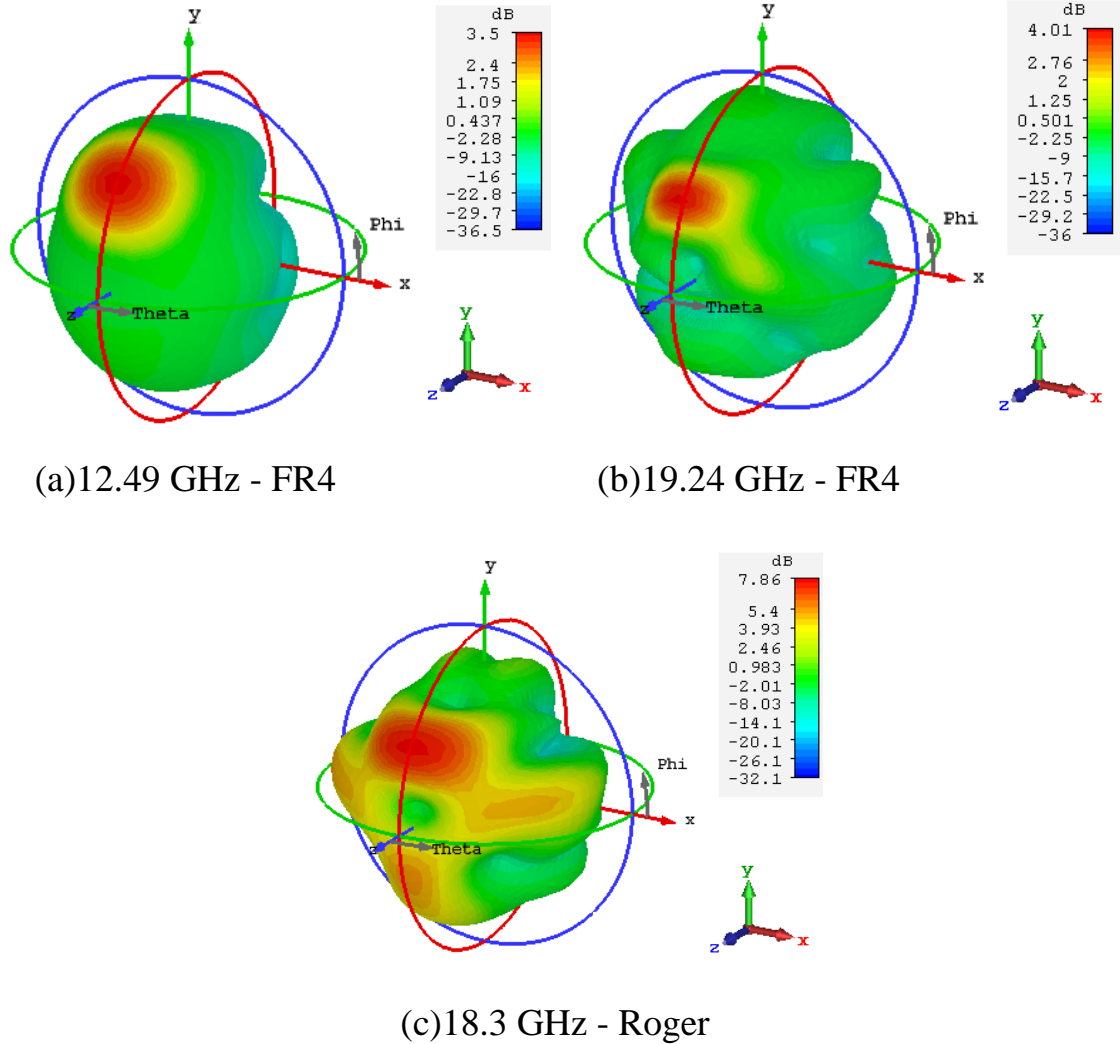 y
dB
3.5
2.4
1.75
1.09
0.437
-2.28
-9.13
-16
-22.8
-29.7
-36.5
Phi
x
z
Theta
y
z
x
(a)12.49 GHz - FR4
y
dB
4.01
2.76
2
1.25
0.501
-2.25
-9
-15.7
-22.5
-29.2
-36
Phi
x
z
Theta
y
z
x
(b)19.24 GHz - FR4
y
dB
7.86
5.4
3.93
2.46
0.983
-2.01
-8.03
-14.1
-20.1
-26.1
-32.1
Phi
x
z
Theta
y
z
x
(c)18.3 GHz - Roger